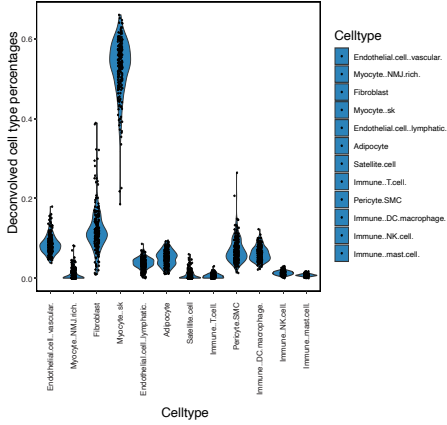 Deconvolved cell type percentages
0.6
0.4
0.2
0.0
Endothelial.cell..vascular.
Myocyte..NMJ.rich.
Fibroblast
Myocyte..sk
Endothelial.cell..lymphatic.
Adipocyte
Satellite.cell
Immune..T.cell.
Pericyte.SMC
Immune..DC.macrophage.
Immune..NK.cell.
Immune..mast.cell.
Celltype
Celltype
Endothelial.cell..vascular.
Myocyte..NMJ.rich.
Fibroblast
Myocyte..sk
Endothelial.cell..lymphatic.
Adipocyte
Satellite.cell
Immune..T.cell.
Pericyte.SMC
Immune..DC.macrophage.
Immune..NK.cell.
Immune..mast.cell.